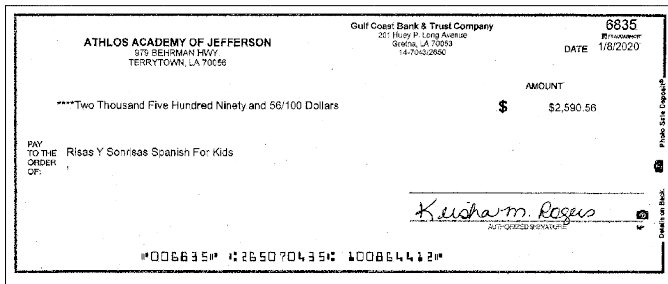 Gulf Coast Bank & Trust Company
201 Huey P. Long Avenue
Gretna, LA 70053
14-7043/2650
6835
DATE 1/8/2020
ATHLOS ACADEMY OF JEFFERSON
979 BEHRMAN HWY
TERRYTOWN, LA 70056
AMOUNT
****Two Thousand Five Hundred Ninety and 56/100 Dollars $ $2,590.56
PAY
TO THE
ORDER
OF:
Risas Y Sonrisas Spanish For Kids
Keisha M. Rogers
AUTHORIZED SIGNATURE
Photo Safe Deposit®
Details on Back.
⑈006835⑈ ⑆265070435⑆ 100864412⑈